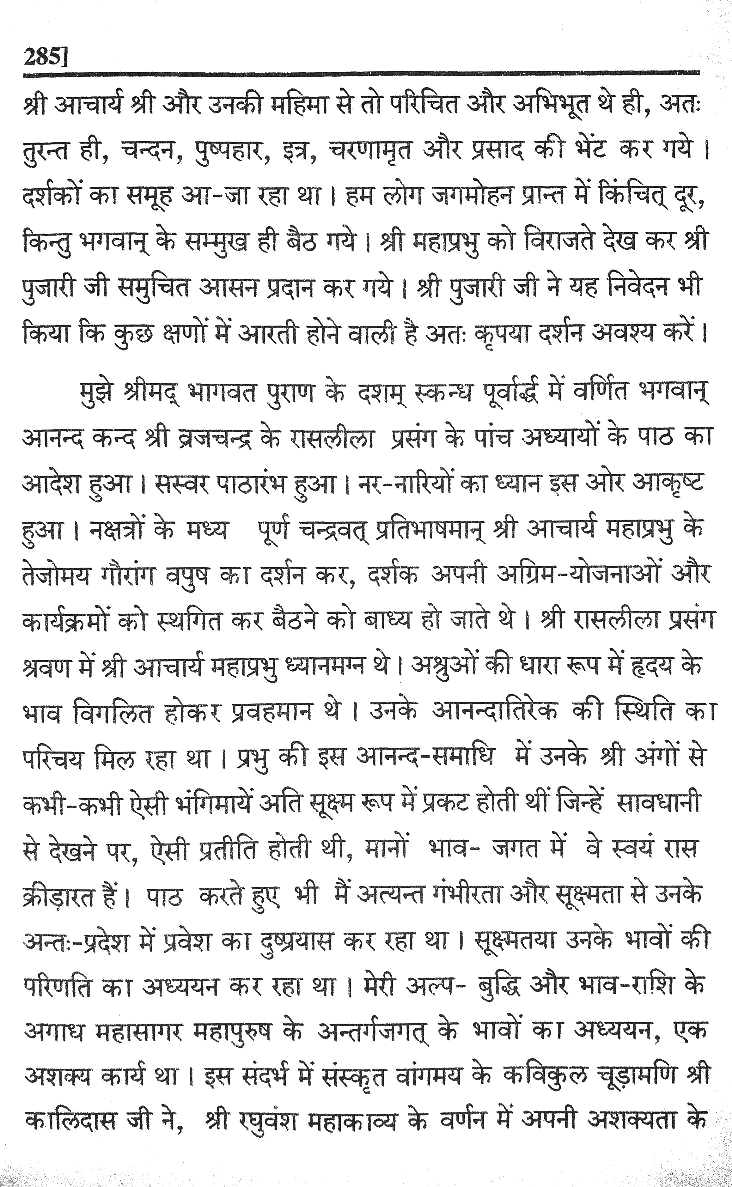 285]
श्री आचार्य श्री और उनकी महिमा से तो परिचित और अभिभूत थे ही, अतः
तुरन्त ही, चन्दन, पुष्पहार, इत्र, चरणामृत और प्रसाद की भेंट कर गये ।
दर्शकों का समूह आ-जा रहा था । हम लोग जगमोहन प्रान्त में किंचित् दूर,
किन्तु भगवान् के सम्मुख ही बैठ गये । श्री महाप्रभु को विराजते देख कर श्री
पुजारी जी समुचित आसन प्रदान कर गये । श्री पुजारी जी ने यह निवेदन भी
किया कि कुछ क्षणों में आरती होने वाली है अतः कृपया दर्शन अवश्य करें ।
मुझे श्रीमद् भागवत पुराण के दशम् स्कन्ध पूर्वार्द्ध में वर्णित भगवान्
आनन्द कन्द श्री व्रजचन्द्र के रासलीला प्रसंग के पांच अध्यायों के पाठ का
आदेश हुआ । सस्वर पाठारंभ हुआ । नर-नारियों का ध्यान इस ओर आकृष्ट
हुआ । नक्षत्रों के मध्य पूर्ण चन्द्रवत् प्रतिभाषमान् श्री आचार्य महाप्रभु के
तेजोमय गौरांग वपुष का दर्शन कर, दर्शक अपनी अग्रिम-योजनाओं और
कार्यक्रमों को स्थगित कर बैठने को बाध्य हो जाते थे । श्री रासलीला प्रसंग
श्रवण में श्री आचार्य महाप्रभु ध्यानमग्न थे । अश्रुओं की धारा रूप में हृदय के
भाव विगलित होकर प्रवहमान थे । उनके आनन्दातिरेक की स्थिति का
परिचय मिल रहा था । प्रभु की इस आनन्द-समाधि में उनके श्री अंगों से
कभी-कभी ऐसी भंगिमायें अति सूक्ष्म रूप में प्रकट होती थीं जिन्हें सावधानी
से देखने पर, ऐसी प्रतीति होती थी, मानों भाव- जगत में वे स्वयं रास
क्रीड़ारत हैं । पाठ करते हुए भी मैं अत्यन्त गंभीरता और सूक्ष्मता से उनके
अन्तः-प्रदेश में प्रवेश का दुष्प्रयास कर रहा था । सूक्ष्मतया उनके भावों की
परिणति का अध्ययन कर रहा था । मेरी अल्प- बुद्धि और भाव-राशि के
अगाध महासागर महापुरुष के अन्तर्गजगत् के भावों का अध्ययन, एक
अशक्य कार्य था । इस संदर्भ में संस्कृत वांगमय के कविकुल चूड़ामणि श्री
कालिदास जी ने, श्री रघुवंश महाकाव्य के वर्णन में अपनी अशक्यता के